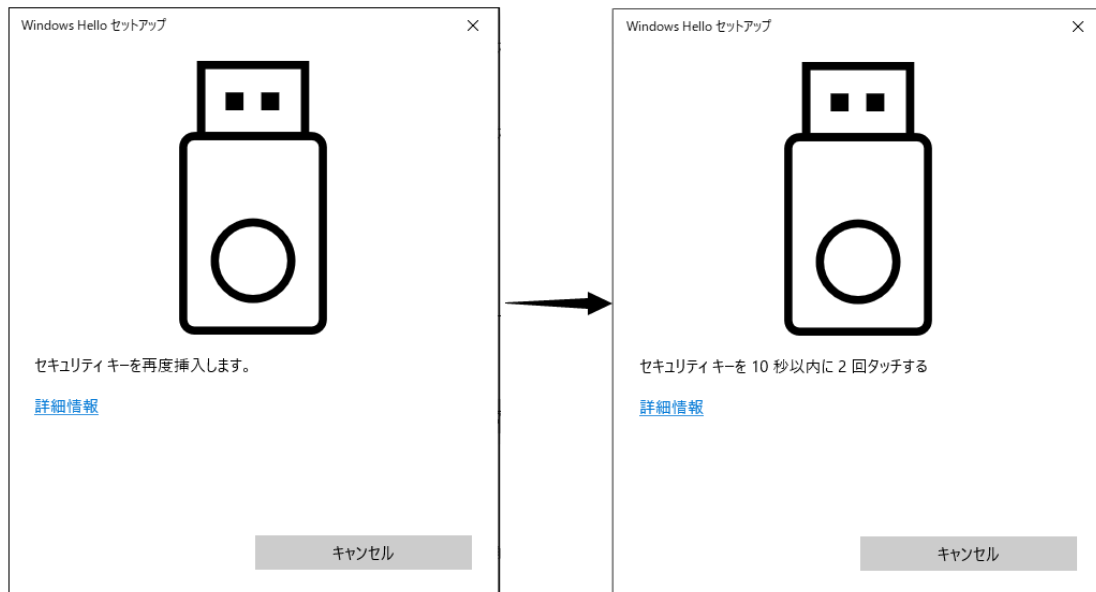 Windows Hello セットアップ
セキュリティ キーを再度挿入します。
詳細情報
キャンセル
Windows Hello セットアップ
セキュリティ キーを 10 秒以内に 2 回タッチする
詳細情報
キャンセル